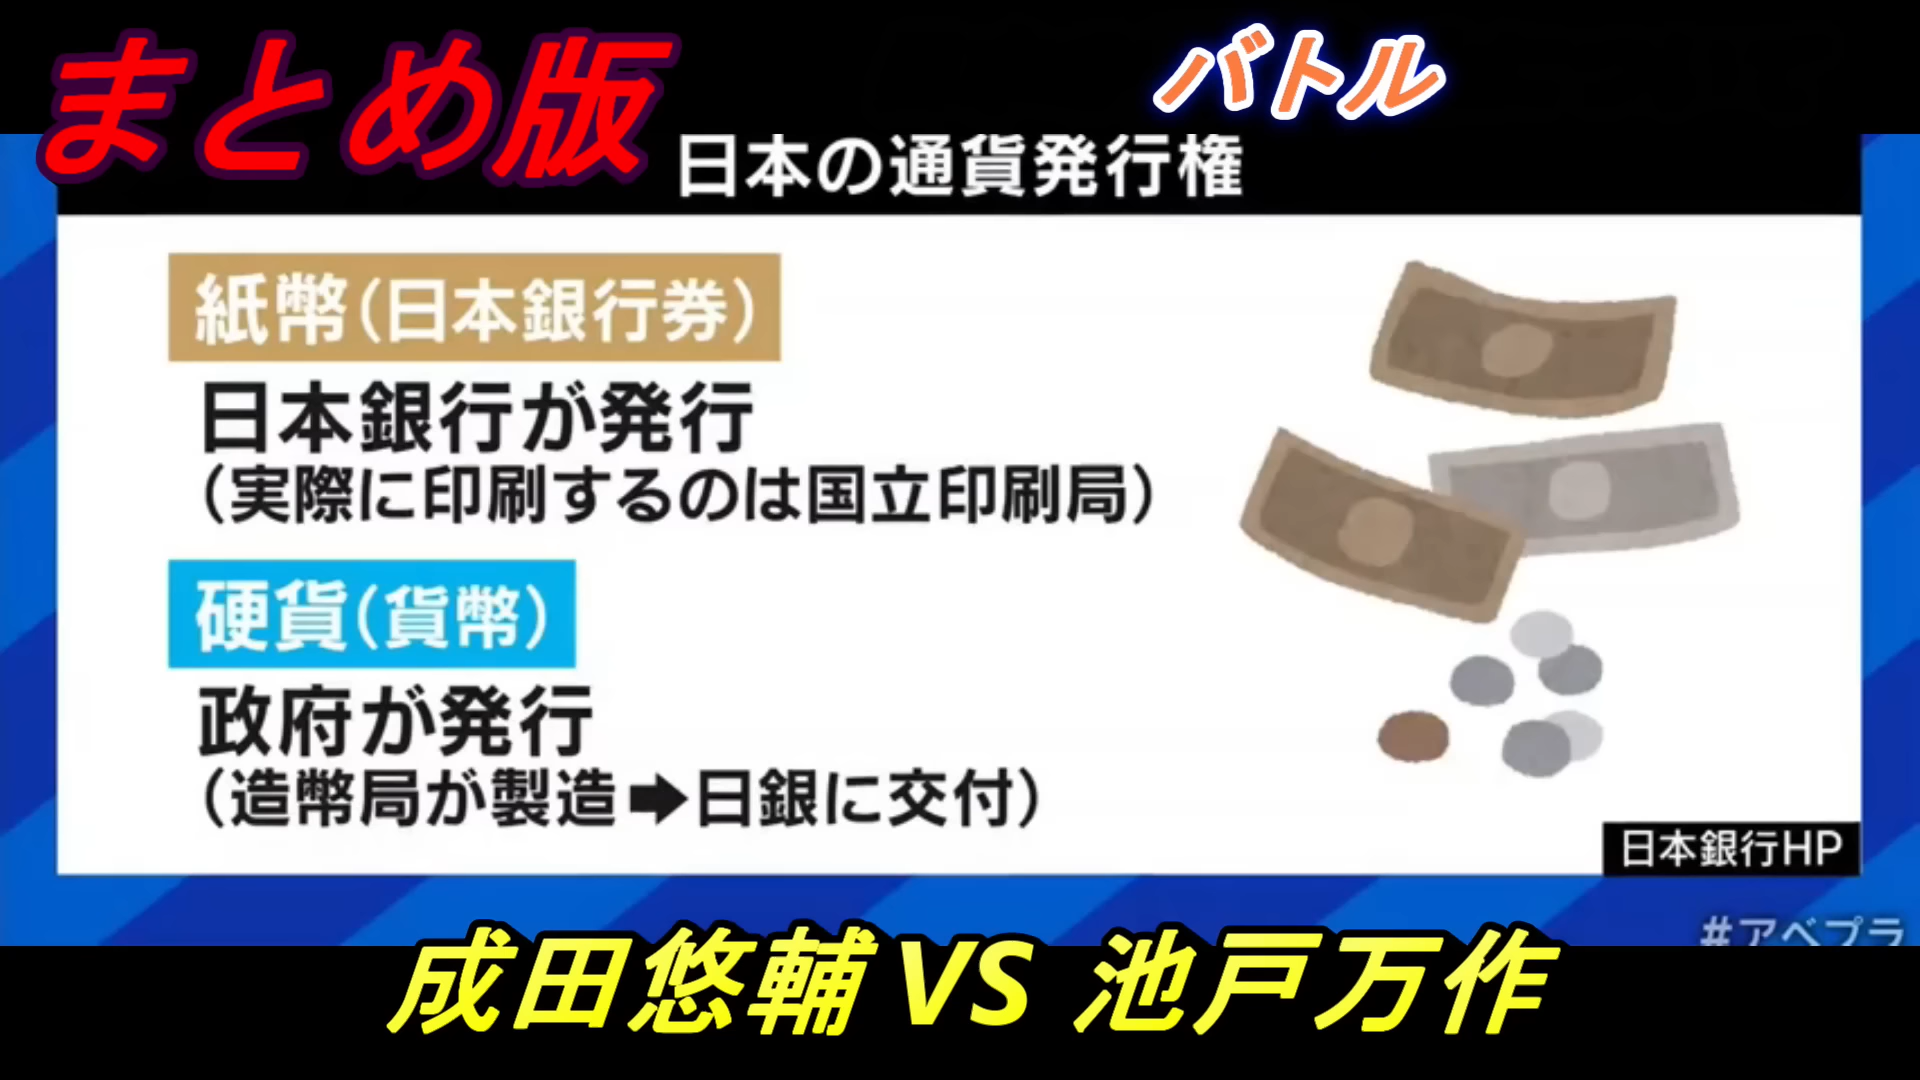 まとめ版
バトル
日本の通貨発行権
紙幣(日本銀行券)
日本銀行が発行
(実際に印刷するのは国立印刷局)
硬貨(貨幣)
政府が発行
(造幣局が製造➡日銀に交付)
日本銀行HP
#アベプラ
成田悠輔 VS 池戸万作